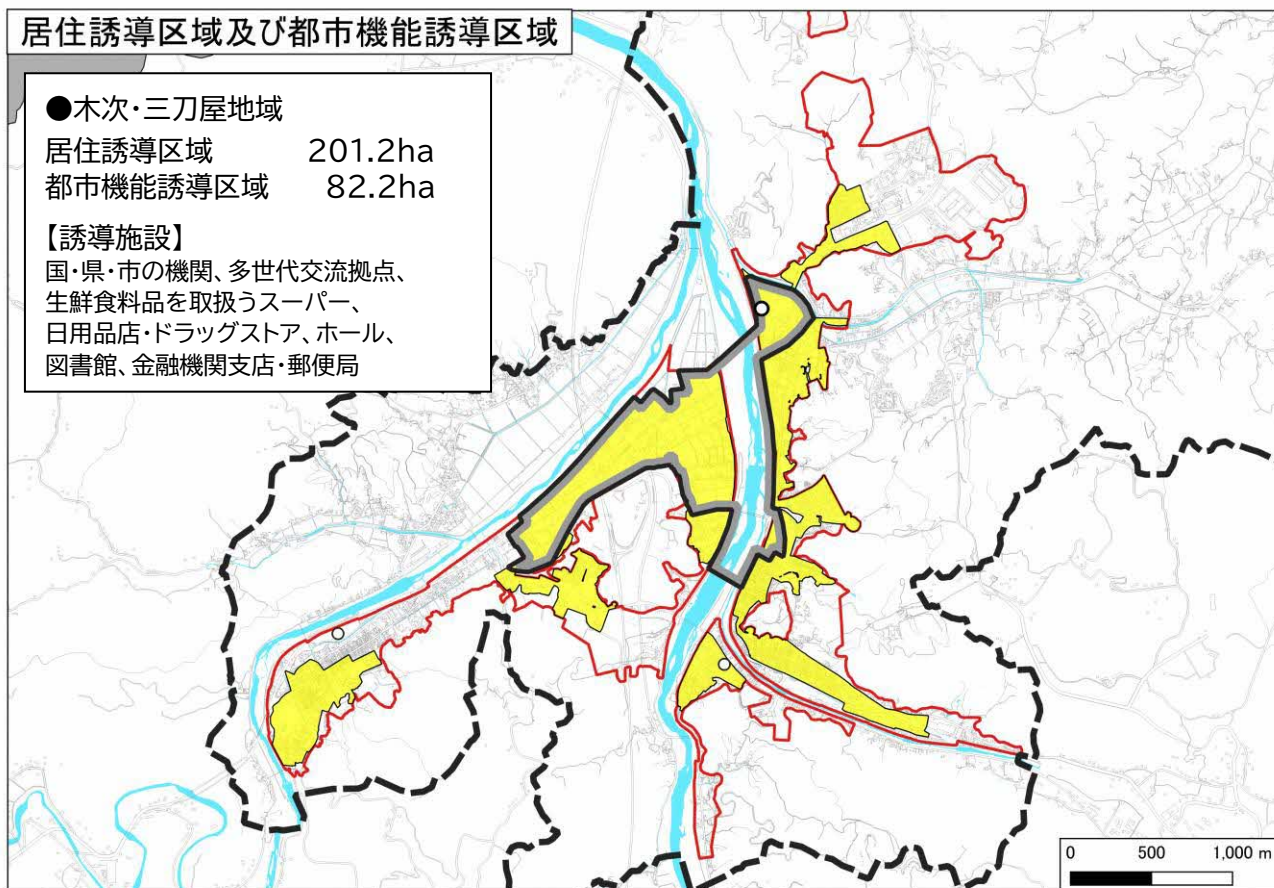 居住誘導区域及び都市機能誘導区域
●木次・三刀屋地域
居住誘導区域 201.2ha
都市機能誘導区域 82.2ha
【誘導施設】
国・県・市の機関、多世代交流拠点、
生鮮食料品を取扱うスーパー、
日用品店・ドラッグストア、ホール、
図書館、金融機関支店・郵便局
0 500 1,000 m